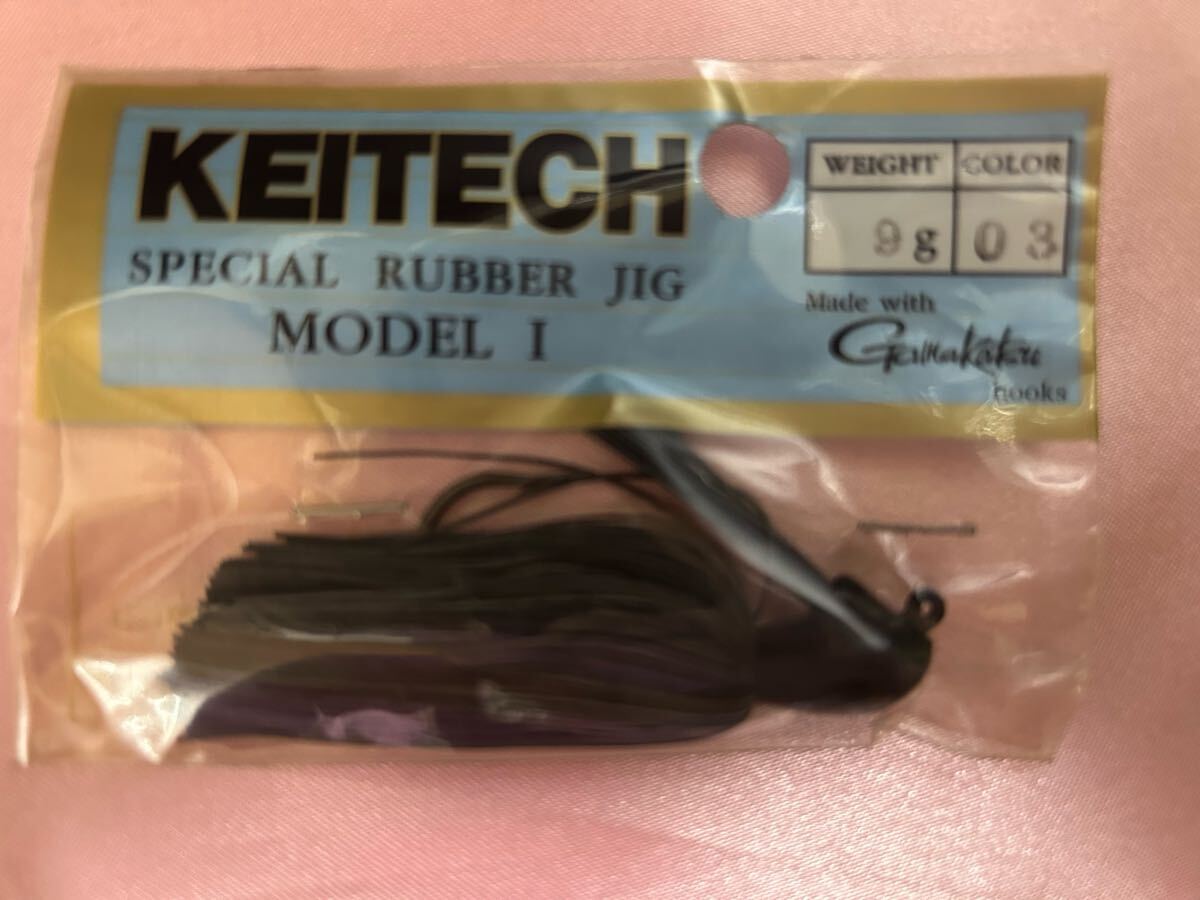 KEITECH
SPECIAL RUBBER JIG
MODEL I
WEIGHT COLOR
9g 03
Made with
Gamakatsu
hooks